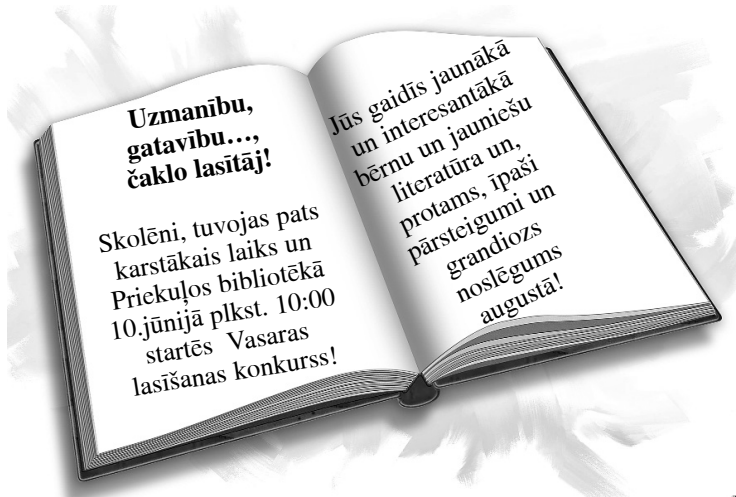 Uzmanību,
gatavību...,
čaklo lasītāj!
Skolēni, tuvojas pats
karstākais laiks un
Priekuļos bibliotēkā
10.jūnijā plkst. 10:00
startēs Vasaras
lasīšanas konkurss!
Jūs gaidīs jaunākā
un interesantākā
bērnu un jauniešu
literatūra un,
protams, īpaši
pārsteigumi un
grandiozs
noslēgums
augustā!